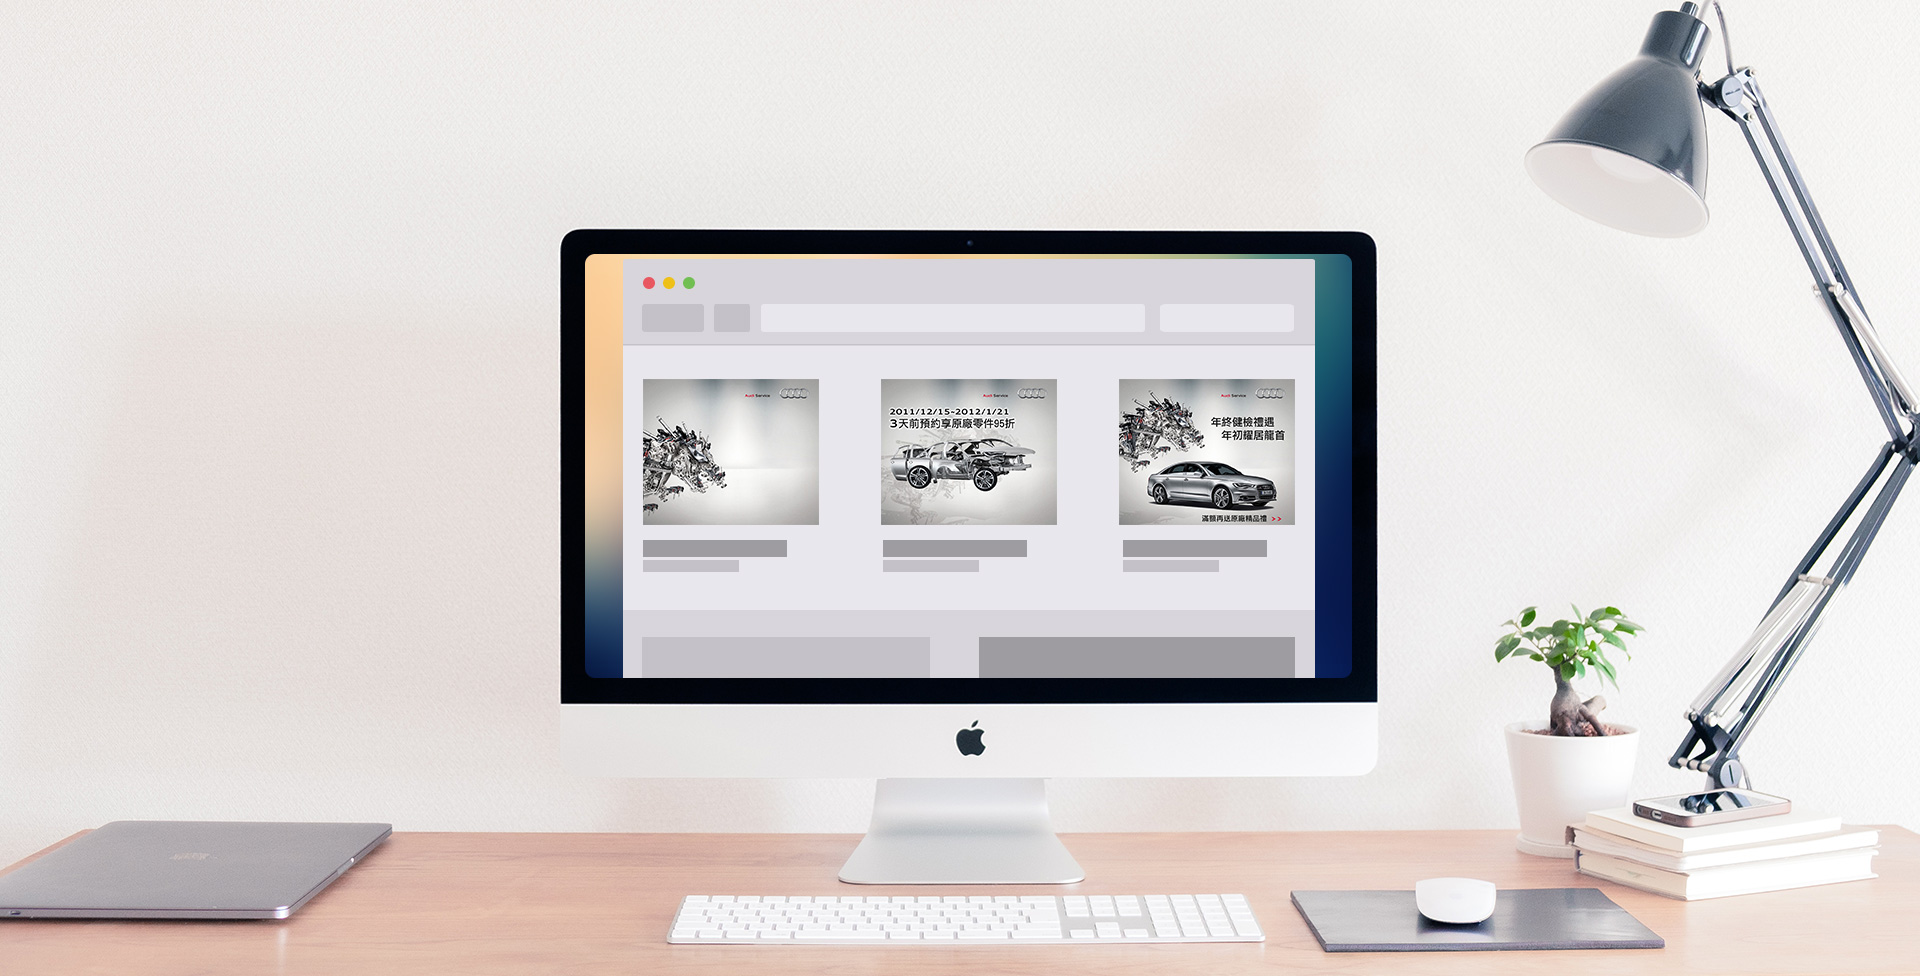 Audi Service
Audi Service
2011/12/15~2012/1/21
3天前預約享原廠零件95折
Audi Service
年終健檢禮遇
年初耀居龍首
滿額再送原廠精品禮 >>